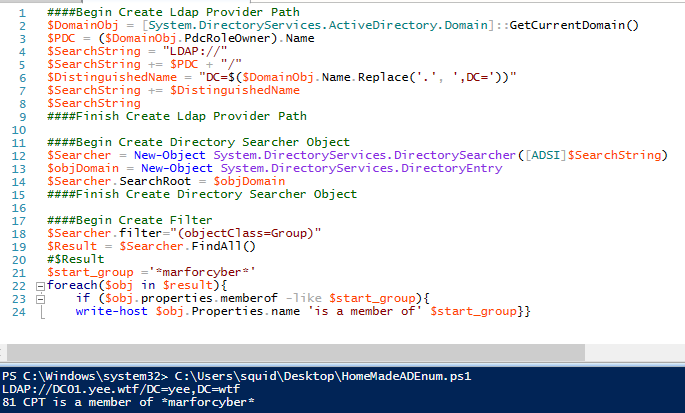 1 ####Begin Create Ldap Provider Path
2 $DomainObj = [System.DirectoryServices.ActiveDirectory.Domain]::GetCurrentDomain()
3 $PDC = ($DomainObj.PdcRoleOwner).Name
4 $SearchString = "LDAP://"
5 $SearchString += $PDC + "/"
6 $DistinguishedName = "DC=$($DomainObj.Name.Replace('.', ',DC='))"
7 $SearchString += $DistinguishedName
8 $SearchString
9 ####Finish Create Ldap Provider Path
10
11 ####Begin Create Directory Searcher Object
12 $Searcher = New-Object System.DirectoryServices.DirectorySearcher([ADSI]$SearchString)
13 $objDomain = New-Object System.DirectoryServices.DirectoryEntry
14 $Searcher.SearchRoot = $objDomain
15 ####Finish Create Directory Searcher Object
16
17 ####Begin Create Filter
18 $Searcher.filter="(objectClass=Group)"
19 $Result = $Searcher.FindAll()
20 #$Result
21 $start_group ='*marforcyber*'
22 foreach($obj in $result){
23 if ($obj.properties.memberof -like $start_group){
24 write-host $obj.Properties.name 'is a member of' $start_group}}
PS C:\Windows\system32> C:\Users\squid\Desktop\HomeMadeADEnum.ps1
LDAP://DC01.yee.wtf/DC=yee,DC=wtf
81 CPT is a member of *marforcyber*